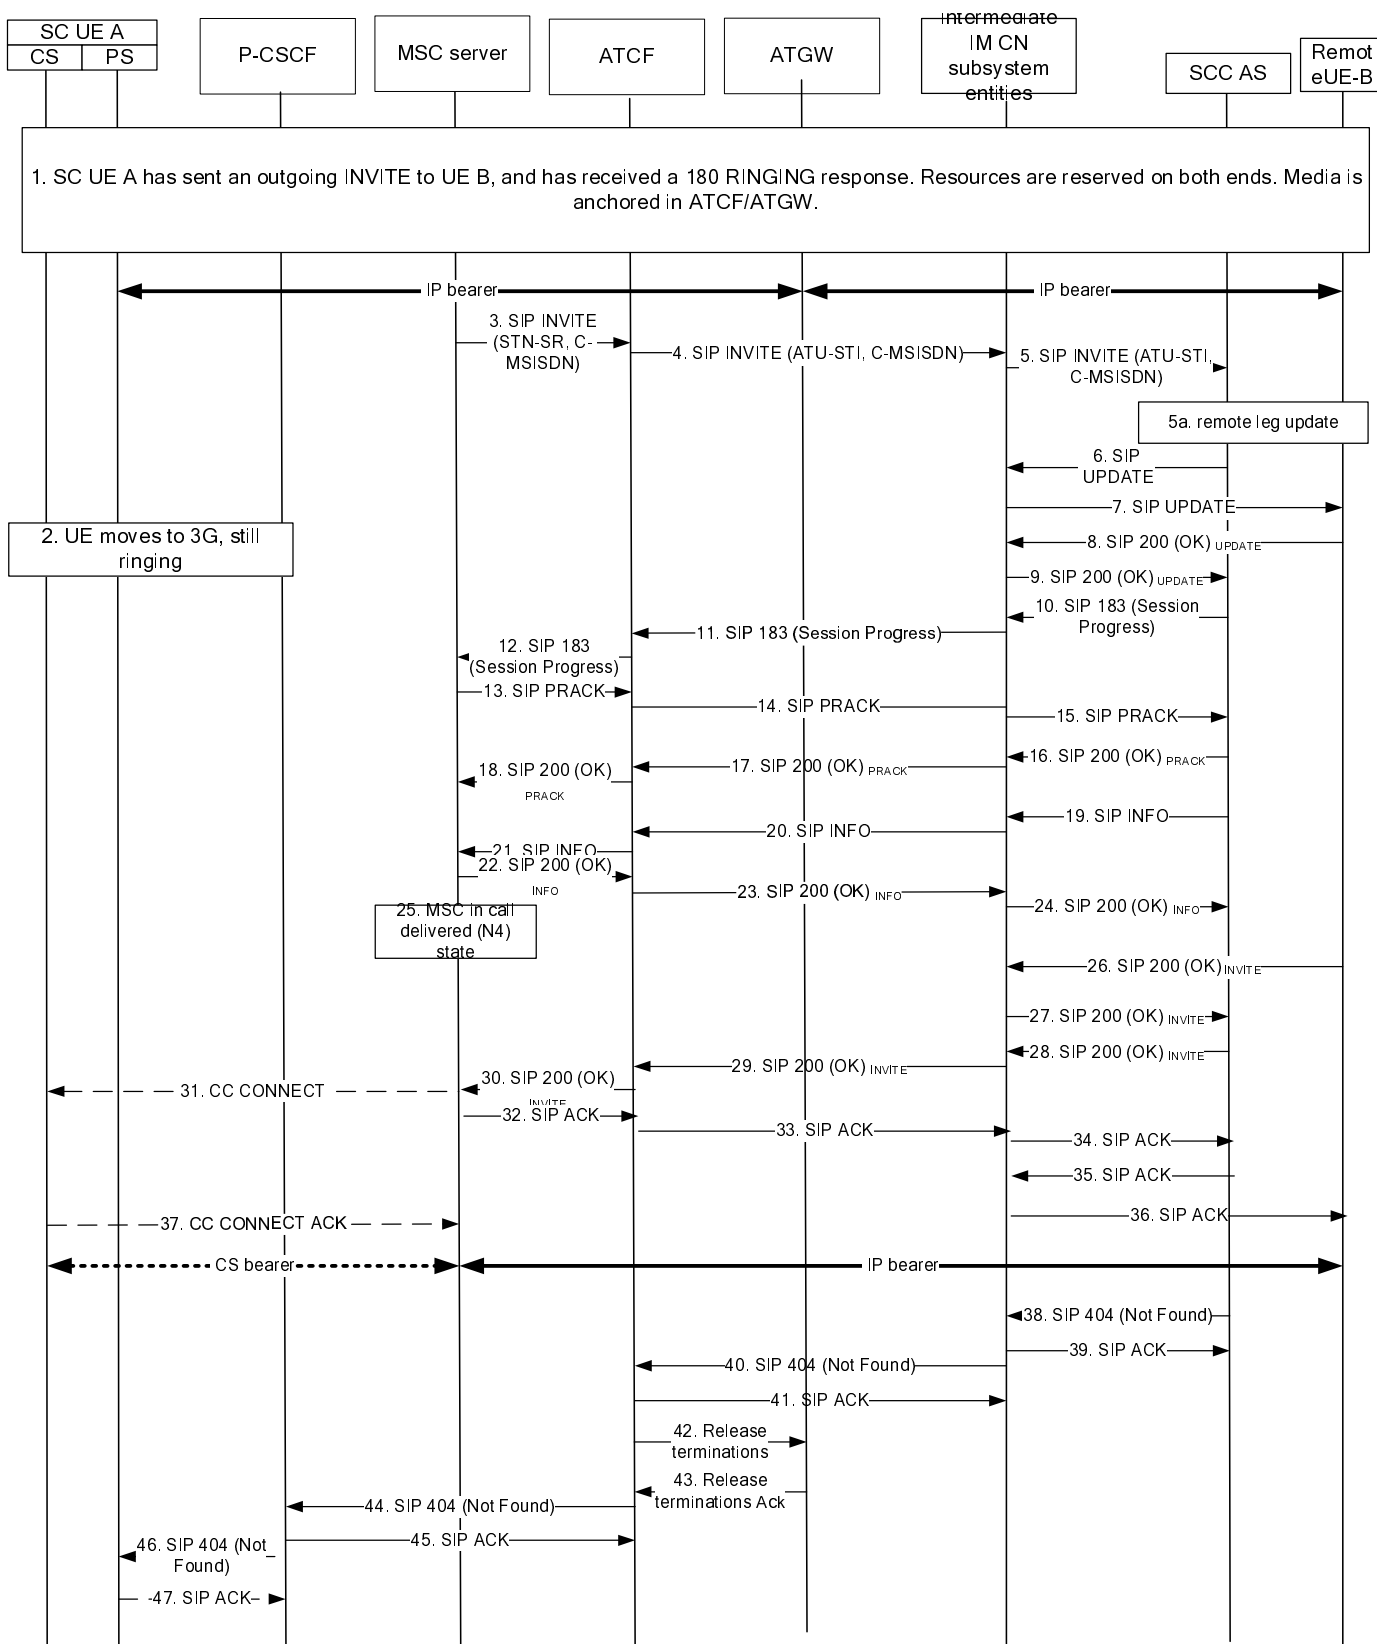 SC UE A
CS
PS
P-CSCF
MSC server
ATCF
ATGW
Intermediate
IM CN
subsystem
entities
SCC AS
Remot
eUE-B
1. SC UE A has sent an outgoing INVITE to UE B, and has received a 180 RINGING response. Resources are reserved on both ends. Media is
anchored in ATCF/ATGW.
IP bearer
IP bearer
3. SIP INVITE
(STN-SR, C-
MSISDN)
4. SIP INVITE (ATU-STI, C-MSISDN)
5. SIP INVITE (ATU-STI,
C-MSISDN)
5a. remote leg update
6. SIP
UPDATE
7. SIP UPDATE
2. UE moves to 3G, still
ringing
8. SIP 200 (OK) UPDATE
9. SIP 200 (OK) UPDATE
10. SIP 183 (Session
Progress)
11. SIP 183 (Session Progress)
12. SIP 183
(Session Progress)
13. SIP PRACK
14. SIP PRACK
15. SIP PRACK
16. SIP 200 (OK) PRACK
17. SIP 200 (OK) PRACK
18. SIP 200 (OK)
PRACK
19. SIP INFO
20. SIP INFO
21. SIP INFO
22. SIP 200 (OK)
INFO
23. SIP 200 (OK) INFO
24. SIP 200 (OK) INFO
25. MSC in call
delivered (N4)
state
26. SIP 200 (OK) INVITE
27. SIP 200 (OK) INVITE
28. SIP 200 (OK) INVITE
29. SIP 200 (OK) INVITE
30. SIP 200 (OK)
INVITE
31. CC CONNECT
32. SIP ACK
33. SIP ACK
34. SIP ACK
35. SIP ACK
36. SIP ACK
37. CC CONNECT ACK
CS bearer
IP bearer
38. SIP 404 (Not Found)
39. SIP ACK
40. SIP 404 (Not Found)
41. SIP ACK
42. Release
terminations
43. Release
terminations Ack
44. SIP 404 (Not Found)
45. SIP ACK
46. SIP 404 (Not
Found)
-47. SIP ACK